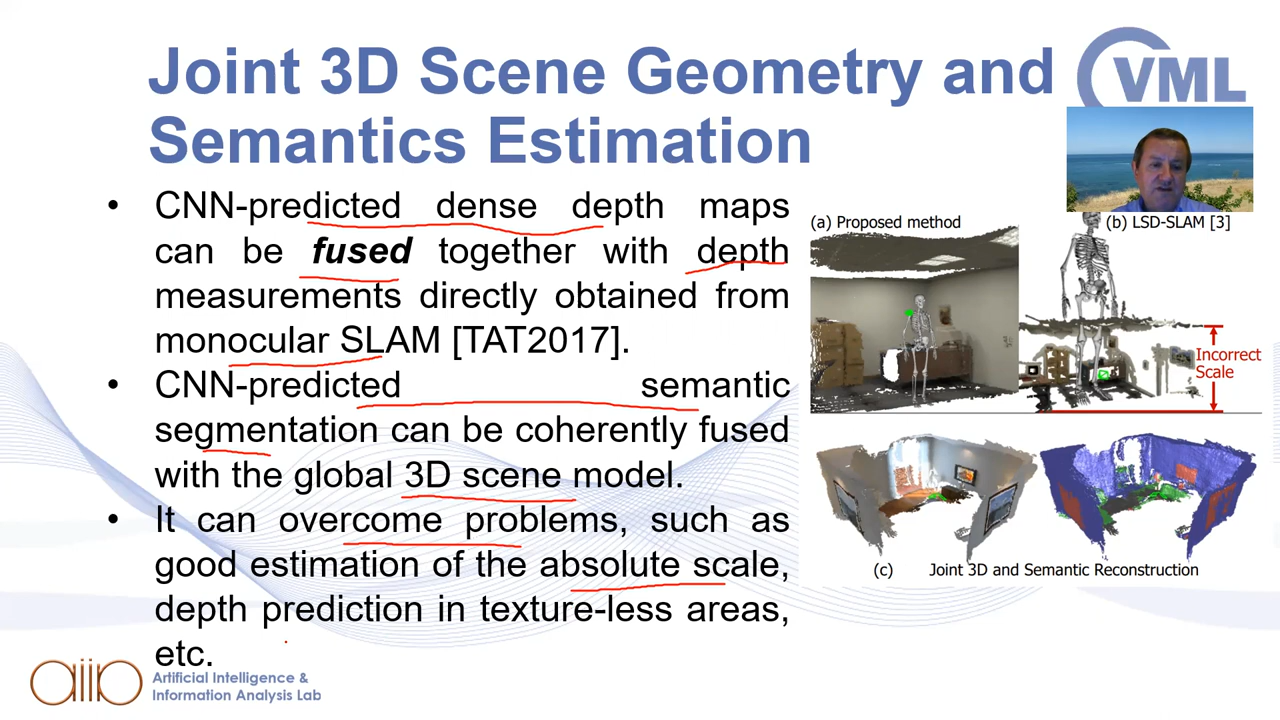 Joint 3D Scene Geometry and
Semantics Estimation
VML
• CNN-predicted dense depth maps
can be fused together with depth
measurements directly obtained from
monocular SLAM [TAT2017].
• CNN-predicted semantic
segmentation can be coherently fused
with the global 3D scene model.
• It can overcome problems, such as
good estimation of the absolute scale,
depth prediction in texture-less areas,
etc.
(a) Proposed method
(b) LSD-SLAM [3]
Incorrect
Scale
(c) Joint 3D and Semantic Reconstruction
aiia
Artificial Intelligence &
Information Analysis Lab